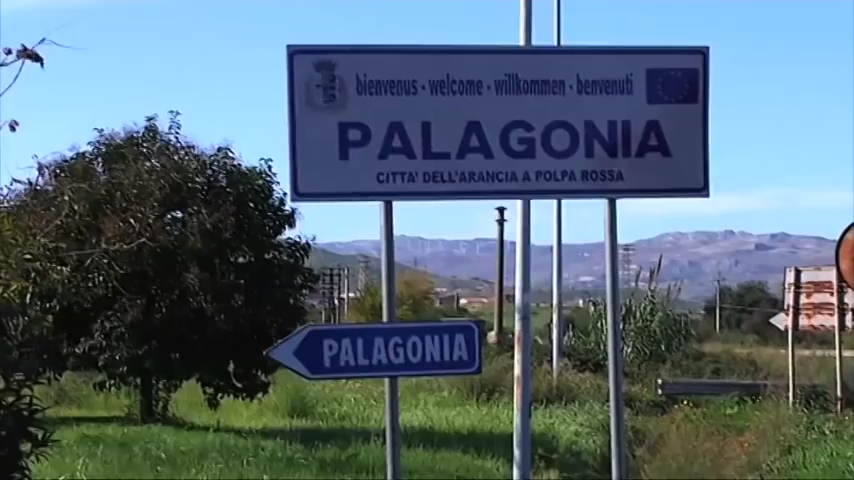 bienvenus • welcome • willkommen • benvenuti
PALAGONIA
CITTA' DELL'ARANCIA A POLPA ROSSA
PALAGONIA